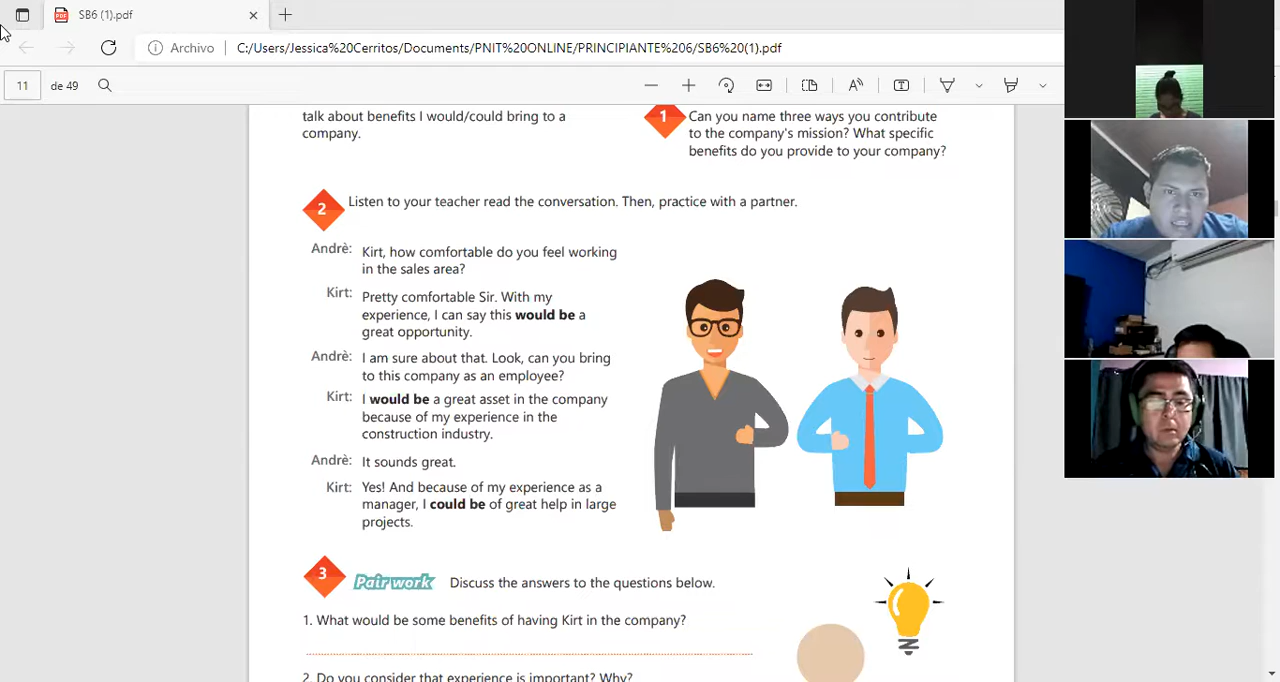 SB6 (1).pdf
Archivo
C:/Users/Jessica%20Cerritos/Documents/PNIT%20ONLINE/PRINCIPIANTE%206/SB6%20(1).pdf
11
de 49
talk about benefits I would/could bring to a
company.
1
Can you name three ways you contribute
to the company's mission? What specific
benefits do you provide to your company?
2
Listen to your teacher read the conversation. Then, practice with a partner.
Andrè: Kirt, how comfortable do you feel working
in the sales area?
Kirt: Pretty comfortable Sir. With my
experience, I can say this would be a
great opportunity.
Andrè: I am sure about that. Look, can you bring
to this company as an employee?
Kirt: I would be a great asset in the company
because of my experience in the
construction industry.
Andrè: It sounds great.
Kirt: Yes! And because of my experience as a
manager, I could be of great help in large
projects.
3
Pair work
Discuss the answers to the questions below.
1. What would be some benefits of having Kirt in the company?
2. Do you consider that experience is important? Why?